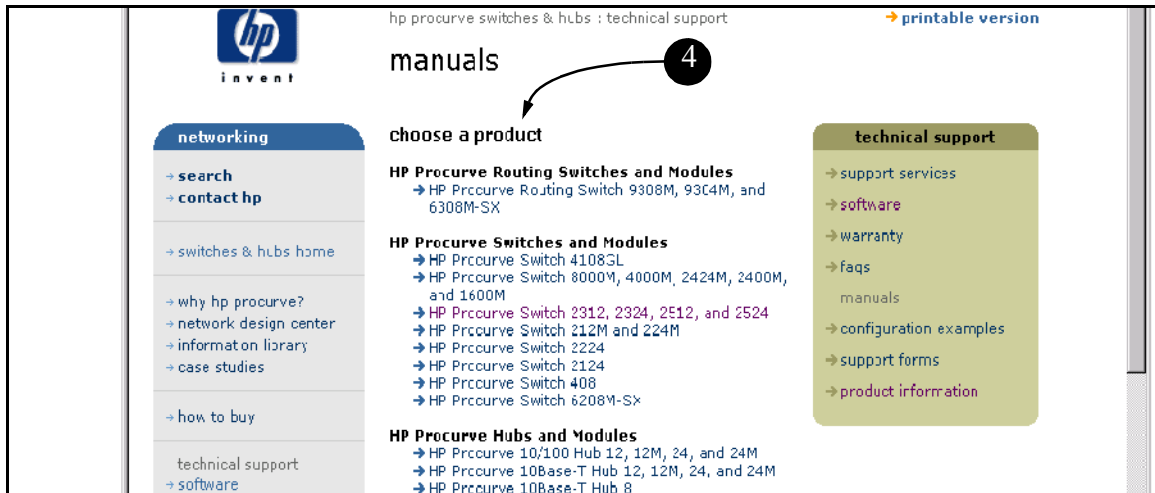 hp
invent
hp procurve switches & hubs : technical support
printable version
manuals
4
networking
search
contact hp
switches & hubs home
why hp procurve?
network design center
information library
case studies
how to buy
technical support
software
choose a product
HP Procurve Routing Switches and Modules
HP Procurve Routing Switch 9308M, 9304M, and
6308M-SX
HP Procurve Switches and Modules
HP Procurve Switch 4108GL
HP Procurve Switch 8000M, 4000M, 2424M, 2400M,
and 1600M
HP Procurve Switch 2312, 2324, 2512, and 2524
HP Procurve Switch 212M and 224M
HP Procurve Switch 2224
HP Procurve Switch 2124
HP Procurve Switch 408
HP Procurve Switch 6208M-SX
HP Procurve Hubs and Modules
HP Procurve 10/100 Hub 12, 12M, 24, and 24M
HP Procurve 10Base-T Hub 12, 12M, 24, and 24M
HP Procurve 10Base-T Hub 8
technical support
support services
software
warranty
faqs
manuals
configuration examples
support forms
product information